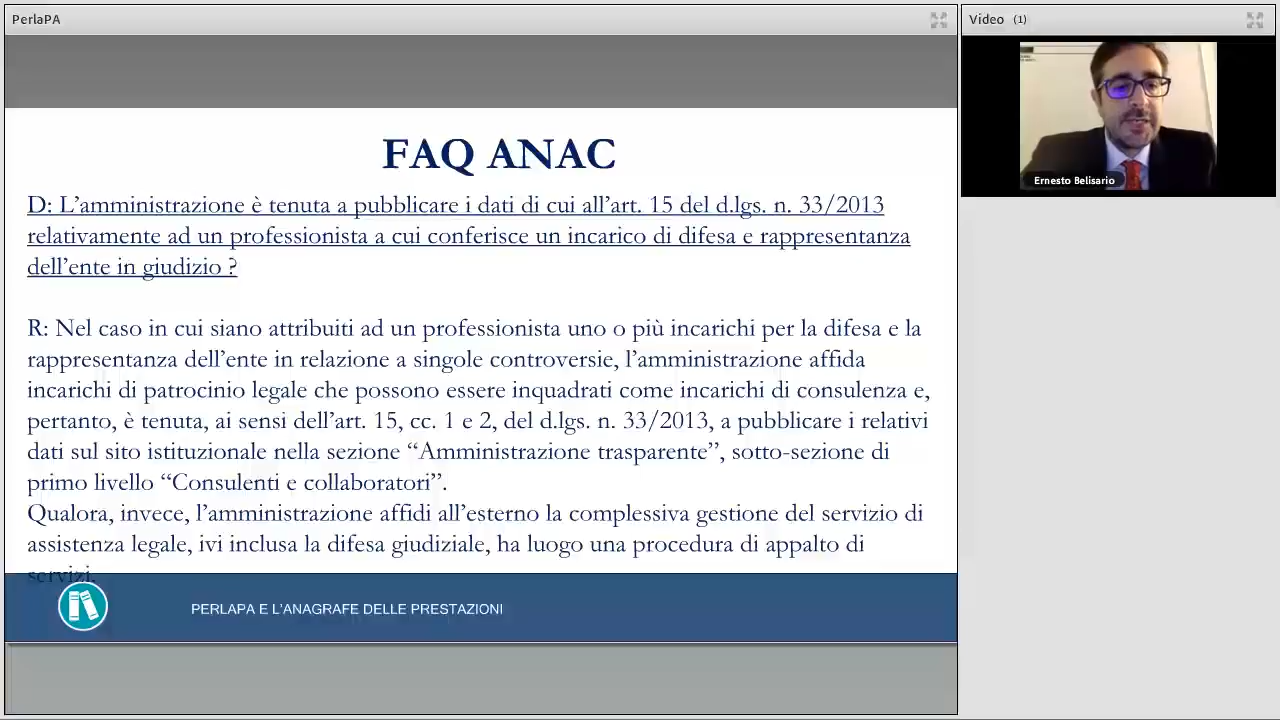 PerlaPA
Video (1)
Ernesto Belisario
FAQ ANAC
D: L’amministrazione è tenuta a pubblicare i dati di cui all’art. 15 del d.lgs. n. 33/2013
relativamente ad un professionista a cui conferisce un incarico di difesa e rappresentanza
dell’ente in giudizio ?
R: Nel caso in cui siano attribuiti ad un professionista uno o più incarichi per la difesa e la
rappresentanza dell’ente in relazione a singole controversie, l’amministrazione affida
incarichi di patrocinio legale che possono essere inquadrati come incarichi di consulenza e,
pertanto, è tenuta, ai sensi dell’art. 15, cc. 1 e 2, del d.lgs. n. 33/2013, a pubblicare i relativi
dati sul sito istituzionale nella sezione “Amministrazione trasparente”, sotto-sezione di
primo livello “Consulenti e collaboratori”.
Qualora, invece, l’amministrazione affidi all’esterno la complessiva gestione del servizio di
assistenza legale, ivi inclusa la difesa giudiziale, ha luogo una procedura di appalto di
servizi.
PERLAPA E L’ANAGRAFE DELLE PRESTAZIONI